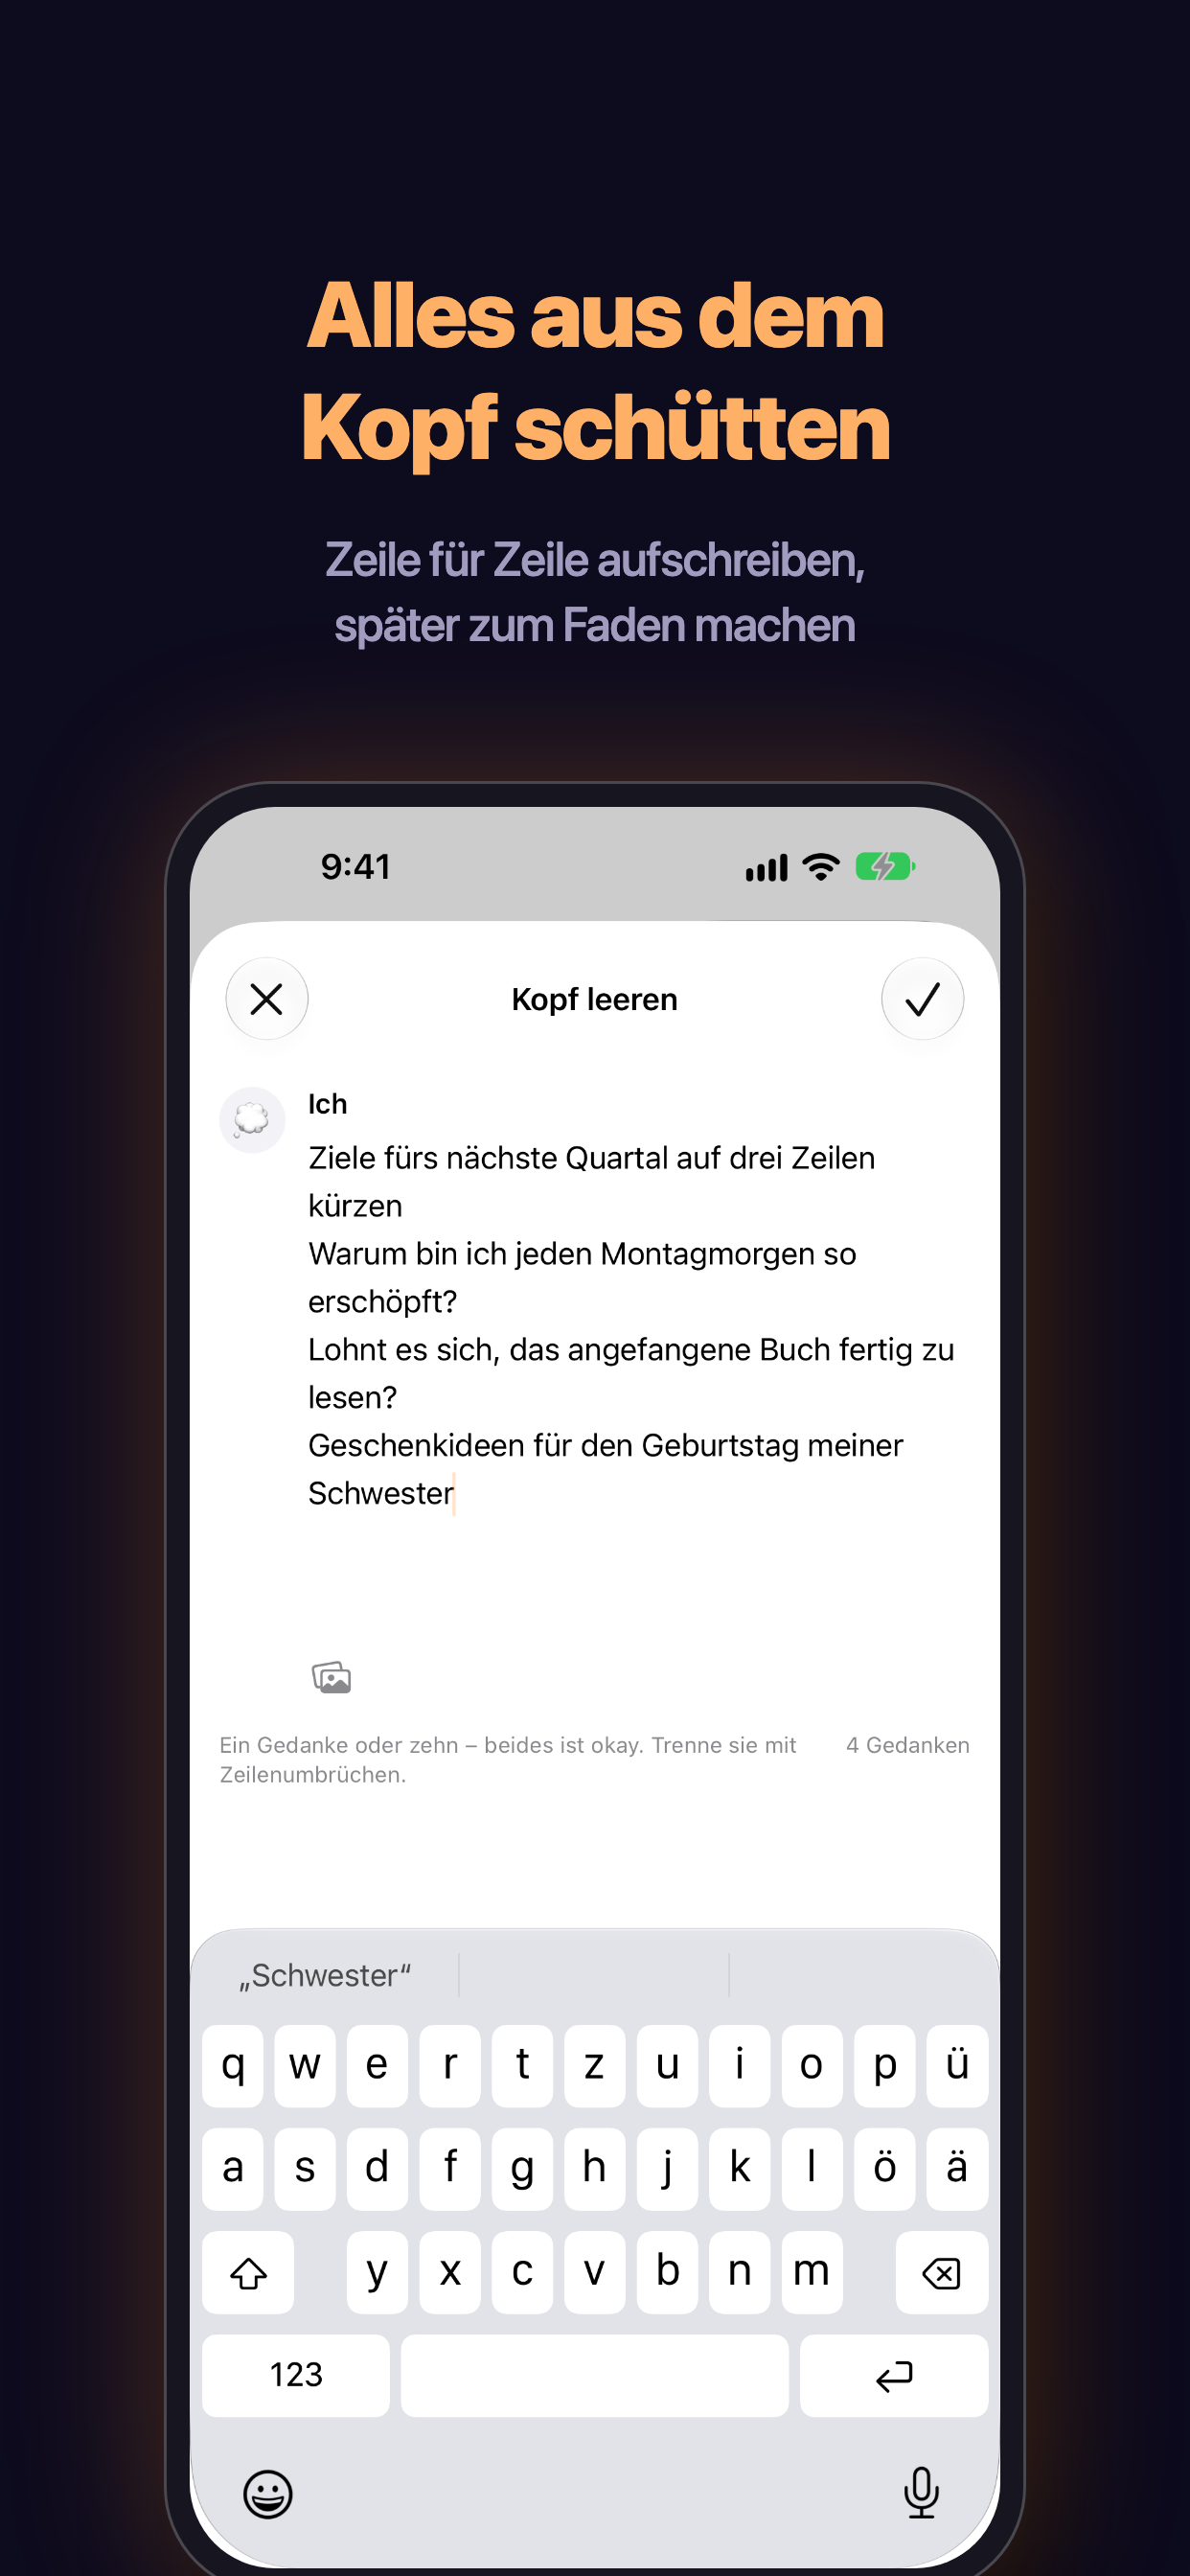 Alles aus dem
Kopf schütten
Zeile für Zeile aufschreiben,
später zum Faden machen
9:41
Kopf leeren
Ich
Ziele fürs nächste Quartal auf drei Zeilen
kürzen
Warum bin ich jeden Montagmorgen so
erschöpft?
Lohnt es sich, das angefangene Buch fertig zu
lesen?
Geschenkideen für den Geburtstag meiner
Schwester
Ein Gedanke oder zehn – beides ist okay. Trenne sie mit
Zeilenumbrüchen.
4 Gedanken
„Schwester“
q w e r t z u i o p ü
a s d f g h j k l ö ä
y x c v b n m
123